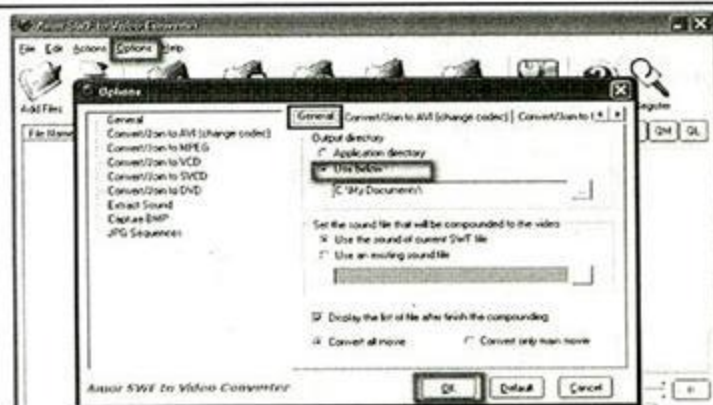 Amor SWF to Video Converter
File Edit Actions Options Help
Add Files
Register
File Name
QM QL
Options
General
Convert/Join to AVI (change codec)
Convert/Join to MPEG
Convert/Join to VCD
Convert/Join to SVCD
Convert/Join to DVD
Extract Sound
Capture BMP
JPG Sequences
General Convert/Join to AVI (change codec) Convert/Join to
Output directory
Application directory
Use below
C:\My Documents\
...
Set the sound file that will be compounded to the video
Use the sound of current SWF file
Use an existing sound file
Display the list of file after finish the compounding
Convert all movie Convert only main movie
Amor SWF to Video Converter
OK Default Cancel